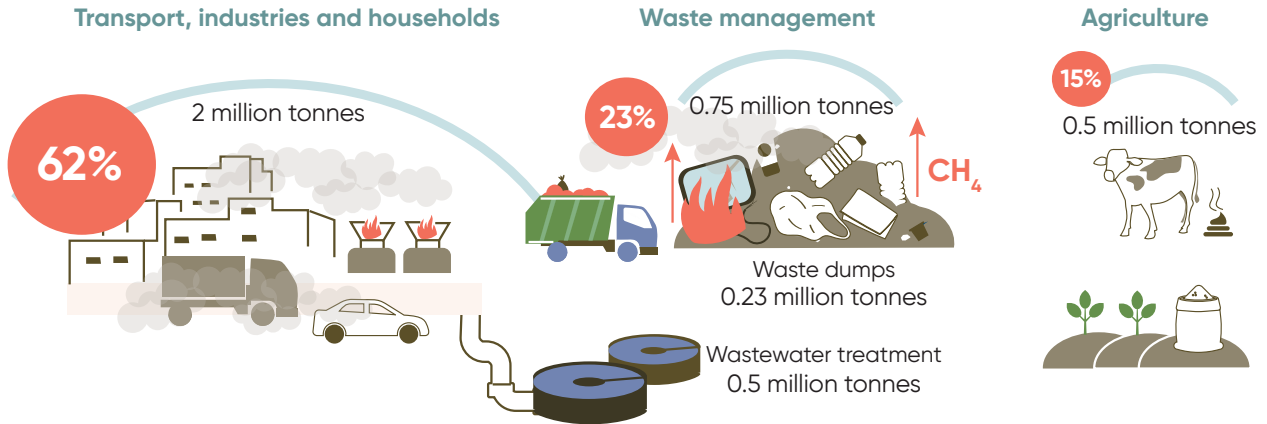 Transport, industries and households
62%
2 million tonnes
Waste management
23%
0.75 million tonnes
CH₄
Waste dumps
0.23 million tonnes
Wastewater treatment
0.5 million tonnes
Agriculture
15%
0.5 million tonnes